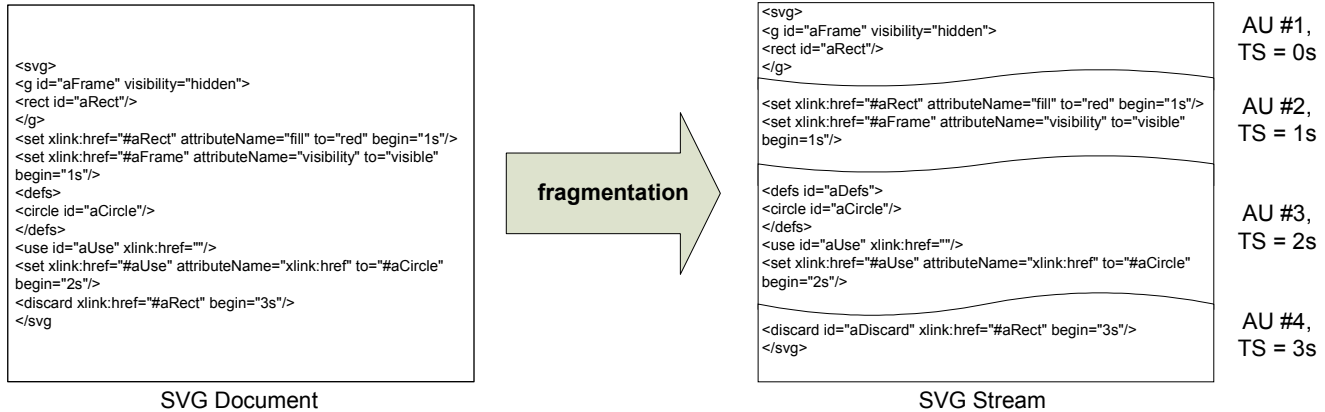 <svg>
<g id="aFrame" visibility="hidden">
<rect id="aRect"/>
</g>
<set xlink:href="#aRect" attributeName="fill" to="red" begin="1s"/>
<set xlink:href="#aFrame" attributeName="visibility" to="visible"
begin="1s"/>
<defs>
<circle id="aCircle"/>
</defs>
<use id="aUse" xlink:href=""/>
<set xlink:href="#aUse" attributeName="xlink:href" to="#aCircle"
begin="2s"/>
<discard xlink:href="#aRect" begin="3s"/>
</svg
SVG Document
fragmentation
<svg>
<g id="aFrame" visibility="hidden">
<rect id="aRect"/>
</g>
AU #1,
TS = 0s
<set xlink:href="#aRect" attributeName="fill" to="red" begin="1s"/>
<set xlink:href="#aFrame" attributeName="visibility" to="visible"
begin=1s"/>
AU #2,
TS = 1s
<defs id="aDefs">
<circle id="aCircle"/>
</defs>
<use id="aUse" xlink:href=""/>
<set xlink:href="#aUse" attributeName="xlink:href" to="#aCircle"
begin="2s"/>
AU #3,
TS = 2s
<discard id="aDiscard" xlink:href="#aRect" begin="3s"/>
</svg>
AU #4,
TS = 3s
SVG Stream